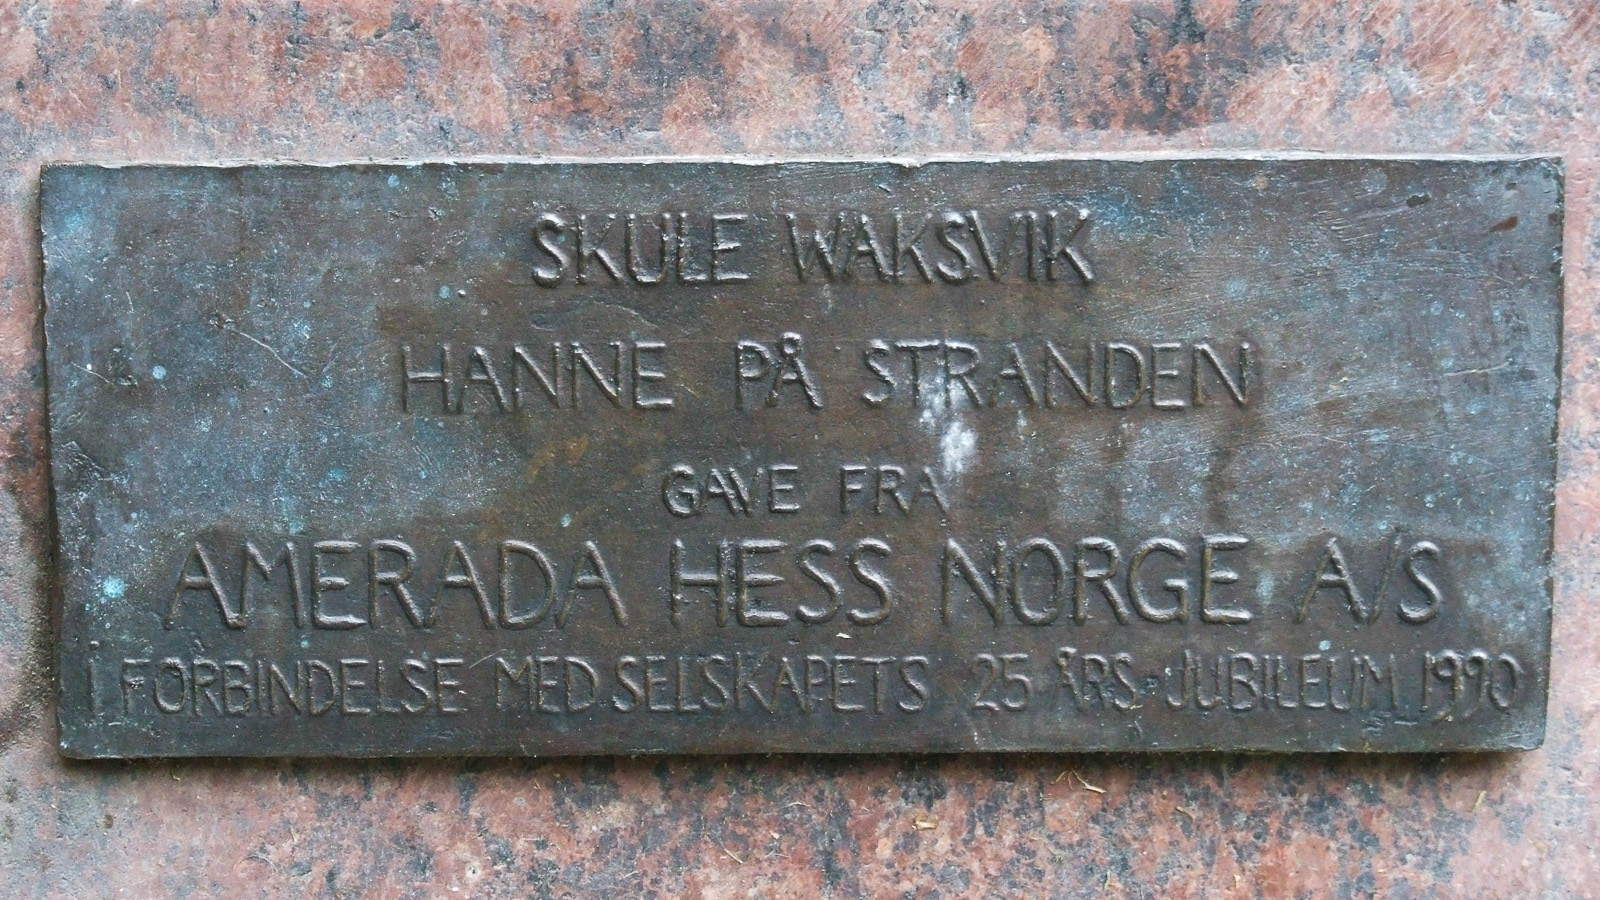 SKULE WAKSVIK
HANNE PÅ STRANDEN
GAVE FRA
AMERADA HESS NORGE A/S
I FORBINDELSE MED SELSKAPETS 25 ÅRS JUBILEUM 1990